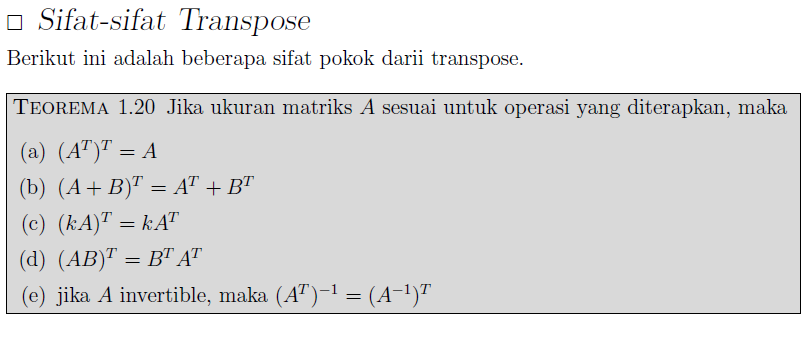 □ Sifat-sifat Transpose
Berikut ini adalah beberapa sifat pokok darii transpose.
TEOREMA 1.20 Jika ukuran matriks A sesuai untuk operasi yang diterapkan, maka
(a) (A^T)^T = A
(b) (A + B)^T = A^T + B^T
(c) (kA)^T = kA^T
(d) (AB)^T = B^T A^T
(e) jika A invertible, maka (A^T)^{-1} = (A^{-1})^T